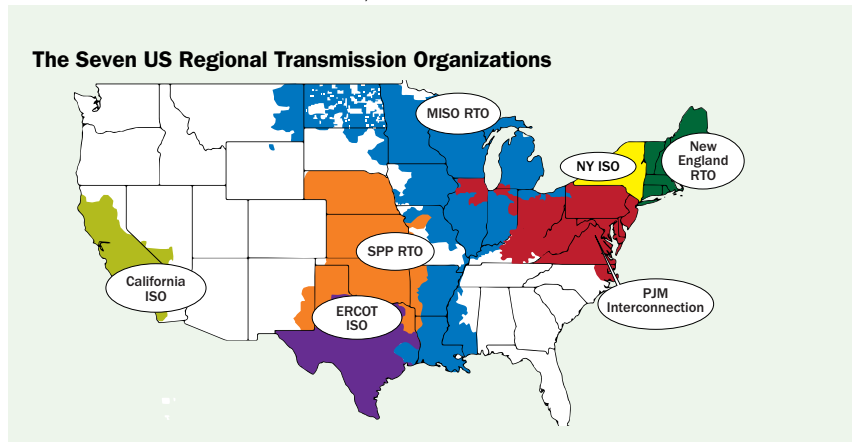 The Seven US Regional Transmission Organizations
MISO RTO
NY ISO
New
England
RTO
SPP RTO
California
ISO
ERCOT
ISO
PJM
Interconnection